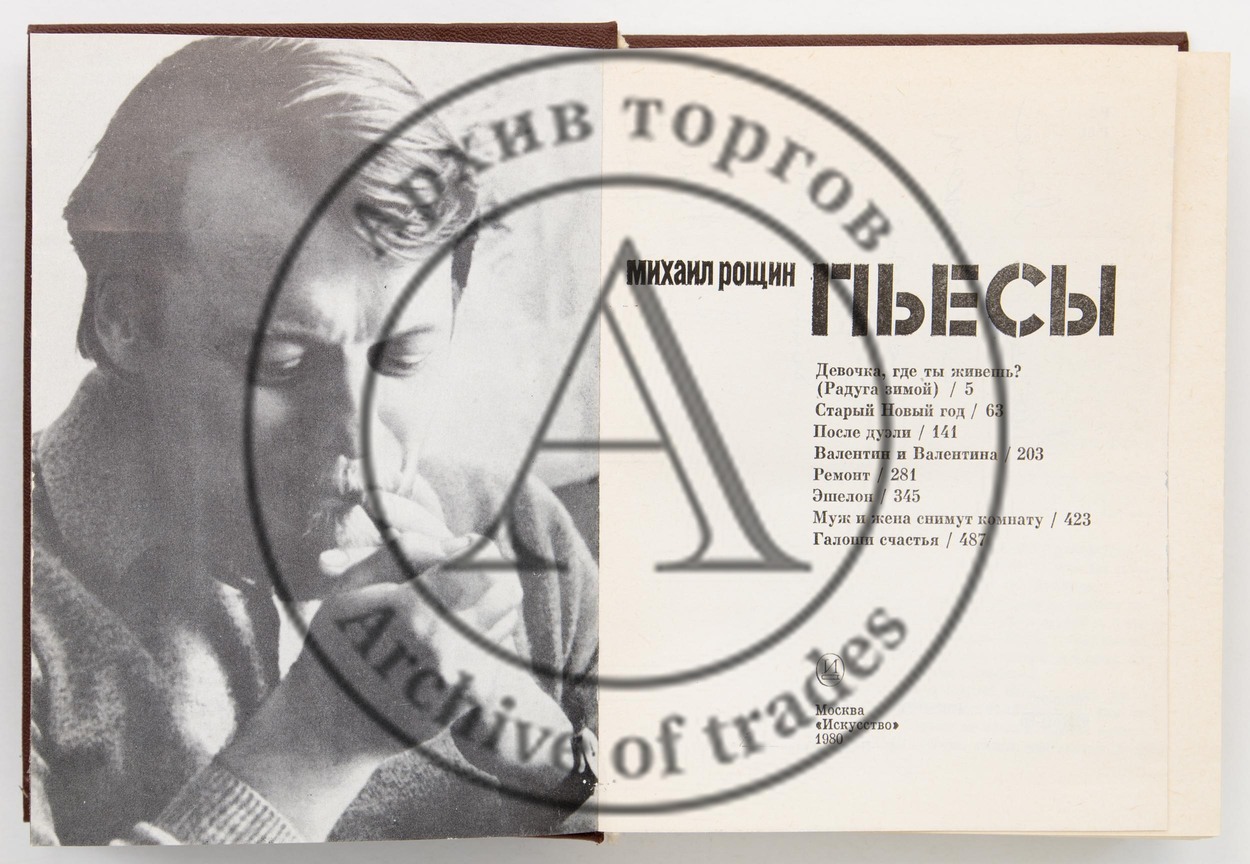 Архив торгов
михаил рощин
ПЬЕСЫ
Девочка, где ты живешь?
(Радуга зимой) / 5
Старый Новый год / 63
После дуэли / 141
Валентин и Валентина / 203
Ремонт / 281
Эшелон / 345
Муж и жена снимут комнату / 423
Галоши счастья / 487
А
И
Москва
«Искусство»
1980
Archive of trades